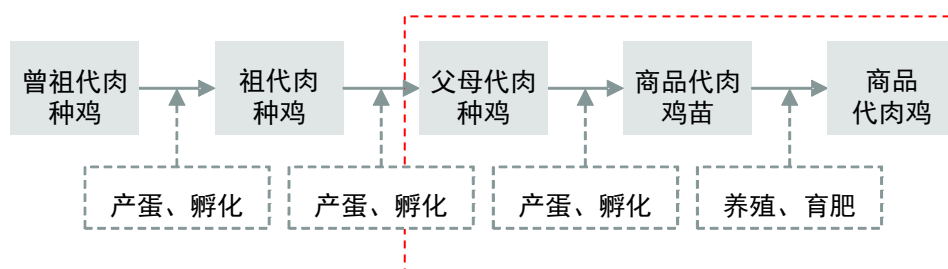 曾祖代肉
种鸡
祖代肉
种鸡
父母代肉
种鸡
商品代肉
鸡苗
商品
代肉鸡
产蛋、孵化
产蛋、孵化
产蛋、孵化
养殖、育肥